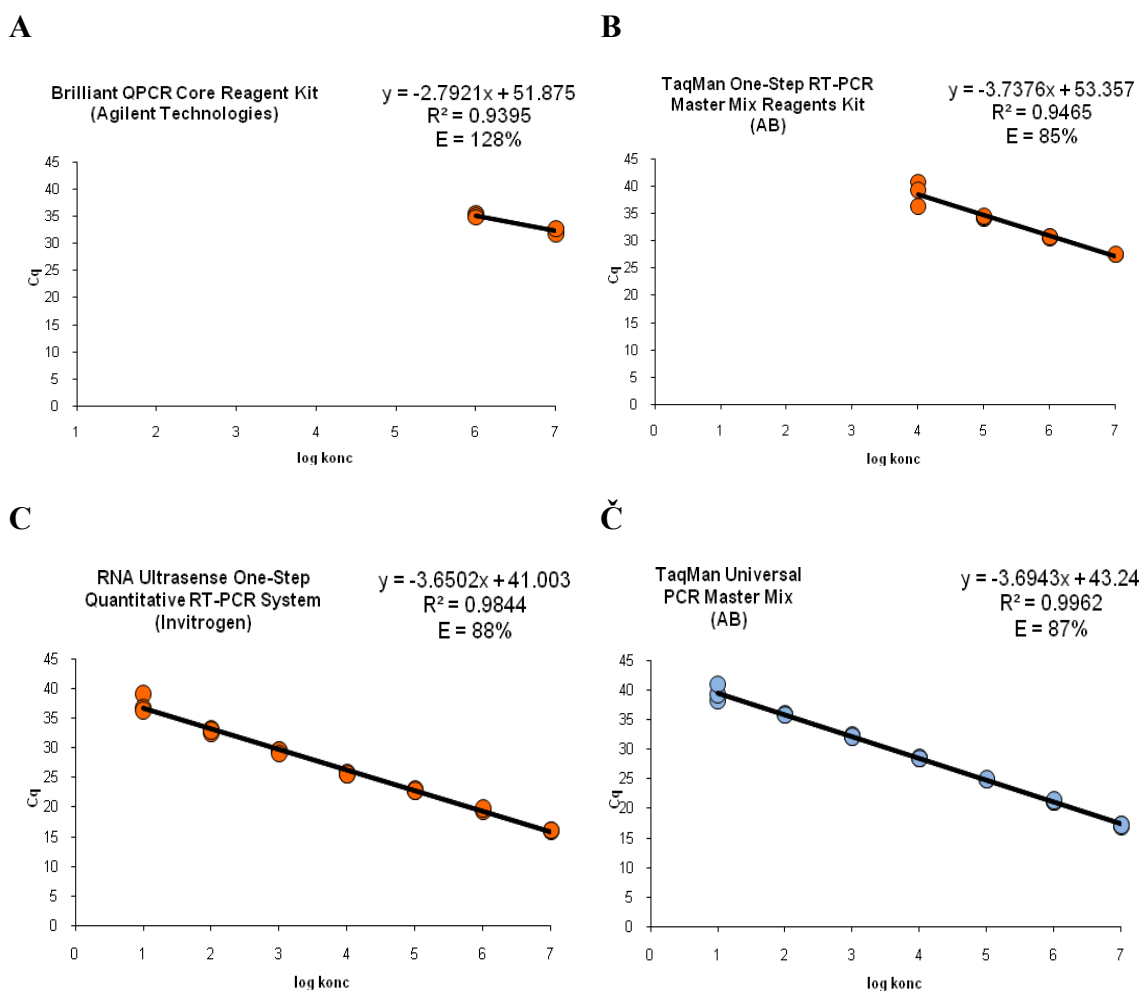 A
Brilliant QPCR Core Reagent Kit
(Agilent Technologies)
y = -2.7921x + 51.875
R² = 0.9395
E = 128%
45
40
35
30
25
20
15
10
5
0
Cq
1 2 3 4 5 6 7
log konc
B
TaqMan One-Step RT-PCR
Master Mix Reagents Kit
(AB)
y = -3.7376x + 53.357
R² = 0.9465
E = 85%
45
40
35
30
25
20
15
10
5
0
Cq
0 1 2 3 4 5 6 7
log konc
C
RNA Ultrasense One-Step
Quantitative RT-PCR System
(Invitrogen)
y = -3.6502x + 41.003
R² = 0.9844
E = 88%
45
40
35
30
25
20
15
10
5
0
Cq
0 1 2 3 4 5 6 7
log konc
Č
TaqMan Universal
PCR Master Mix
(AB)
y = -3.6943x + 43.24
R² = 0.9962
E = 87%
45
40
35
30
25
20
15
10
5
0
Cq
0 1 2 3 4 5 6 7
log konc